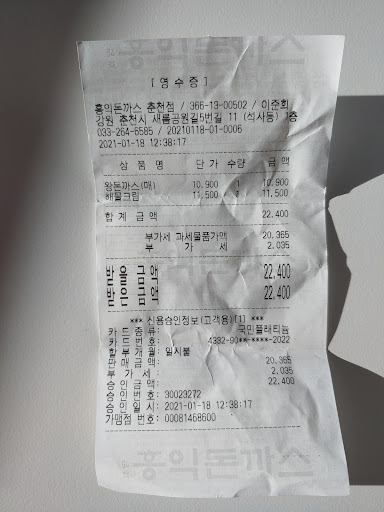 [ 영 수 증 ]
홍익돈까스 춘천점 / 366-13-00502 / 이준희
강원 춘천시 새롬공원길5번길 11 (석사동) 1층
033-264-6585 / 20210118-01-0006
2021-01-18 12:38:17
상 품 명 단 가 수량 금 액
왕돈까스(매) 10,900 1 10,900
해물크림 11,500 1 11,500
합 계 금 액 22,400
부가세 과세물품가액 20,365
부 가 세 2,035
받을금액 22,400
받은금액 22,400
*** 신용승인정보(고객용)[1] ***
카 드 종 류: 국민플래티늄
카 드 번 호: 4332-90**-****-2022
할 부 개 월: 일시불
판 매 금 액: 20,365
부 가 세 : 2,035
승 인 금 액: 22,400
승 인 번 호: 30023272
승 인 일 시: 2021-01-18 12:38:17
가맹점 번호: 00081468600
홍익돈까스